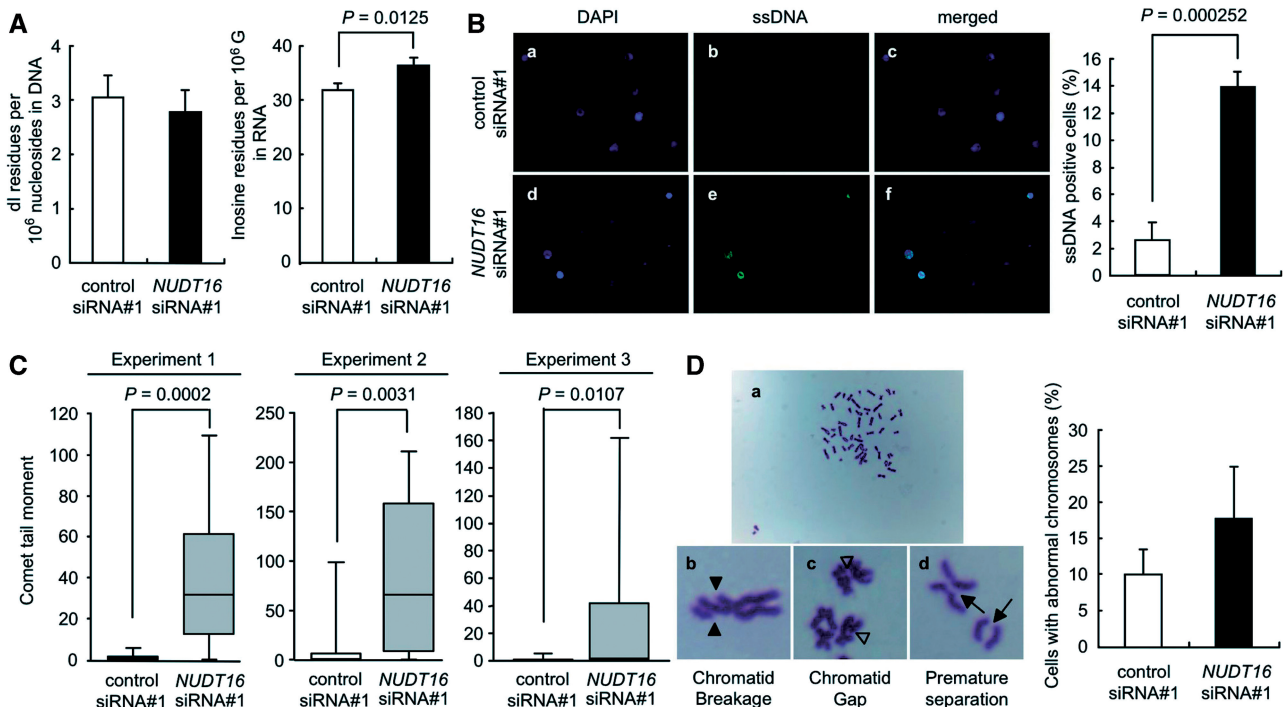 A
dI residues per
10⁶ nucleosides in DNA
4
3
2
1
0
control
siRNA#1
NUDT16
siRNA#1
P = 0.0125
Inosine residues per 10⁶ G
in RNA
40
30
20
10
0
control
siRNA#1
NUDT16
siRNA#1
B
DAPI
ssDNA
merged
control
siRNA#1
a
b
c
NUDT16
siRNA#1
d
e
f
P = 0.000252
ssDNA positive cells (%)
16
14
12
10
8
6
4
2
0
control
siRNA#1
NUDT16
siRNA#1
C
Experiment 1
P = 0.0002
Comet tail moment
120
100
80
60
40
20
0
control
siRNA#1
NUDT16
siRNA#1
Experiment 2
P = 0.0031
250
200
150
100
50
0
control
siRNA#1
NUDT16
siRNA#1
Experiment 3
P = 0.0107
180
160
140
120
100
80
60
40
20
0
control
siRNA#1
NUDT16
siRNA#1
D
a
b
c
d
Chromatid
Breakage
Chromatid
Gap
Premature
separation
Cells with abnormal chromosomes (%)
30
25
20
15
10
5
0
control
siRNA#1
NUDT16
siRNA#1